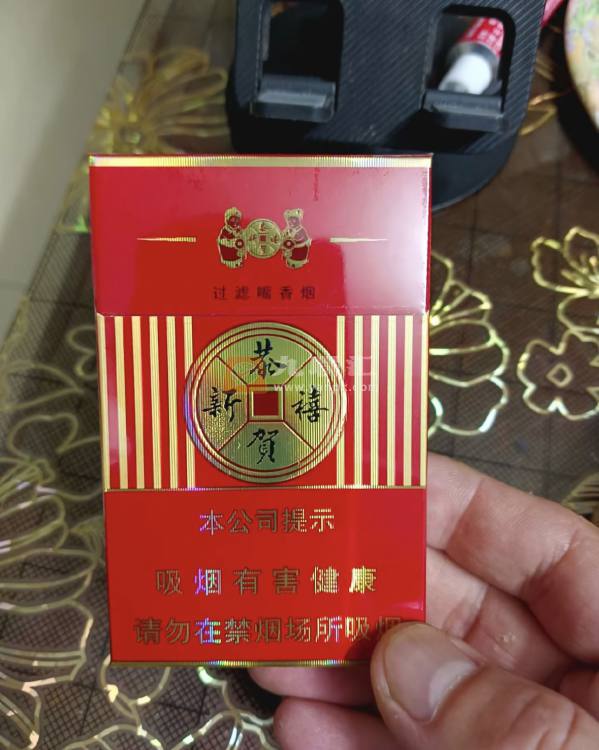 过滤嘴香烟
恭
新 禧
贺
本公司提示
吸烟有害健康
请勿在禁烟场所吸烟